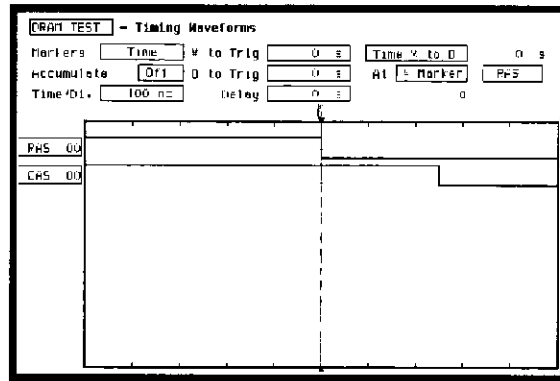 DRAM TEST - Timing Waveforms
Markers Time X to Trig 0 s Time X to O 0 s
Accumulate Off O to Trig 0 s At X Marker RAS
Time/Div. 100 ns Delay 0 s 0
RAS 00
CAS 00